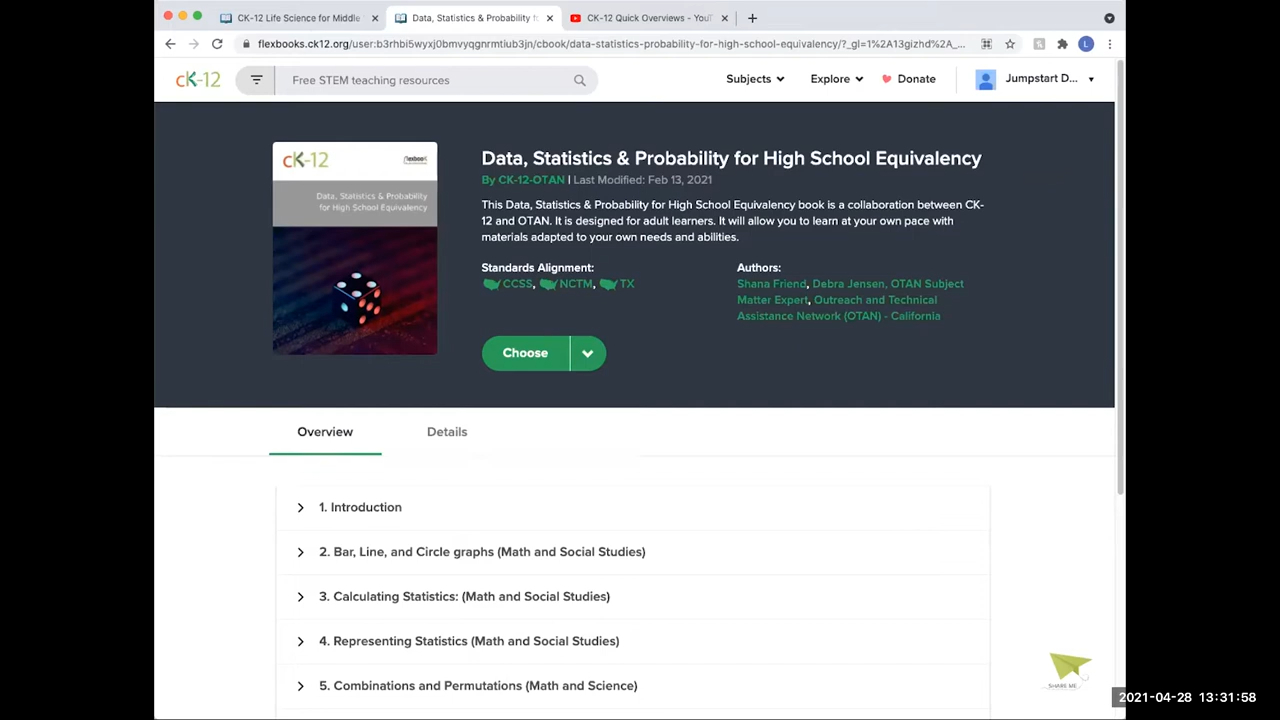 CK-12 Life Science for Middle
Data, Statistics & Probability fo
CK-12 Quick Overviews - YouT
flexbooks.ck12.org/user:b3rhbi5wyxj0bmvyqgnrmtiub3jn/cbook/data-statistics-probability-for-high-school-equivalency/?_gl=1%2A13gizhd%2A_...
L
cK-12
Free STEM teaching resources
Subjects
Explore
Donate
Jumpstart D...
cK-12
flexbook
Data, Statistics & Probability
for High School Equivalency
Data, Statistics & Probability for High School Equivalency
By CK-12-OTAN | Last Modified: Feb 13, 2021
This Data, Statistics & Probability for High School Equivalency book is a collaboration between CK-
12 and OTAN. It is designed for adult learners. It will allow you to learn at your own pace with
materials adapted to your own needs and abilities.
Standards Alignment:
CCSS, NCTM, TX
Authors:
Shana Friend, Debra Jensen, OTAN Subject
Matter Expert, Outreach and Technical
Assistance Network (OTAN) - California
Choose
Overview
Details
1. Introduction
2. Bar, Line, and Circle graphs (Math and Social Studies)
3. Calculating Statistics: (Math and Social Studies)
4. Representing Statistics (Math and Social Studies)
5. Combinations and Permutations (Math and Science)
SHARE ME
2021-04-28 13:31:58